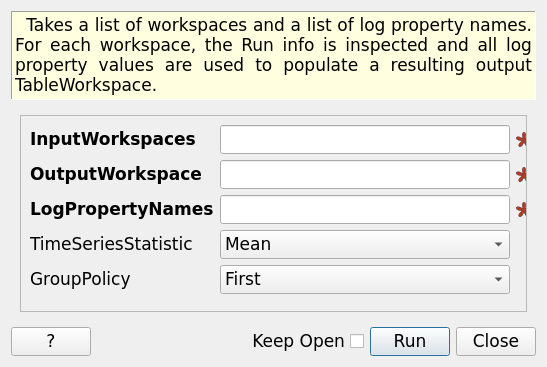 Takes a list of workspaces and a list of log property names.
For each workspace, the Run info is inspected and all log
property values are used to populate a resulting output
TableWorkspace.
InputWorkspaces
OutputWorkspace
LogPropertyNames
TimeSeriesStatistic Mean
GroupPolicy First
? Keep Open Run Close